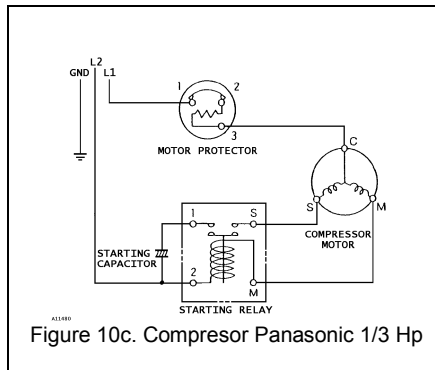 L2
GND L1
1 2
3
MOTOR PROTECTOR
C
S M
COMPRESSOR
MOTOR
1 S
STARTING
CAPACITOR
2
M
STARTING RELAY
A11480
Figure 10c. Compresor Panasonic 1/3 Hp